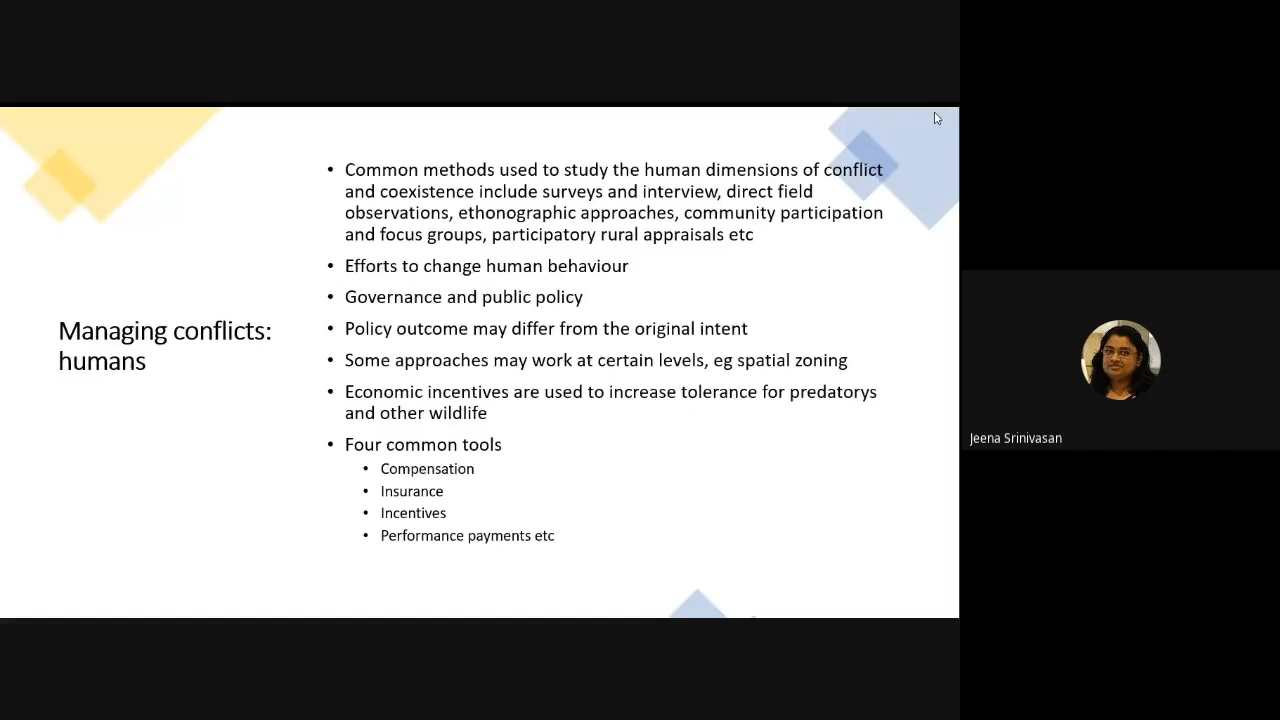 Managing conflicts:
humans
• Common methods used to study the human dimensions of conflict
and coexistence include surveys and interview, direct field
observations, ethonographic approaches, community participation
and focus groups, participatory rural appraisals etc
• Efforts to change human behaviour
• Governance and public policy
• Policy outcome may differ from the original intent
• Some approaches may work at certain levels, eg spatial zoning
• Economic incentives are used to increase tolerance for predatorys
and other wildlife
• Four common tools
• Compensation
• Insurance
• Incentives
• Performance payments etc
Jeena Srinivasan